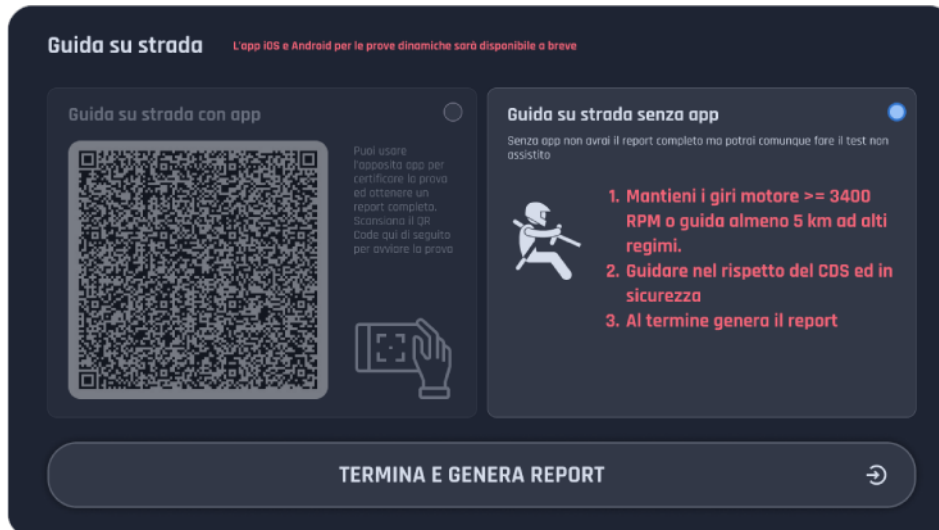 Guida su strada
L'app iOS e Android per le prove dinamiche sarà disponibile a breve
Guida su strada con app
Puoi usare
l'apposita app per
certificare la prova
ed ottenere un
report completo.
Scansiona il QR
Code qui di seguito
per avviare la prova
Guida su strada senza app
Senza app non avrai il report completo ma potrai comunque fare il test non
assistito
1. Mantieni i giri motore >= 3400
RPM o guida almeno 5 km ad alti
regimi.
2. Guidare nel rispetto del CDS ed in
sicurezza
3. Al termine genera il report
TERMINA E GENERA REPORT